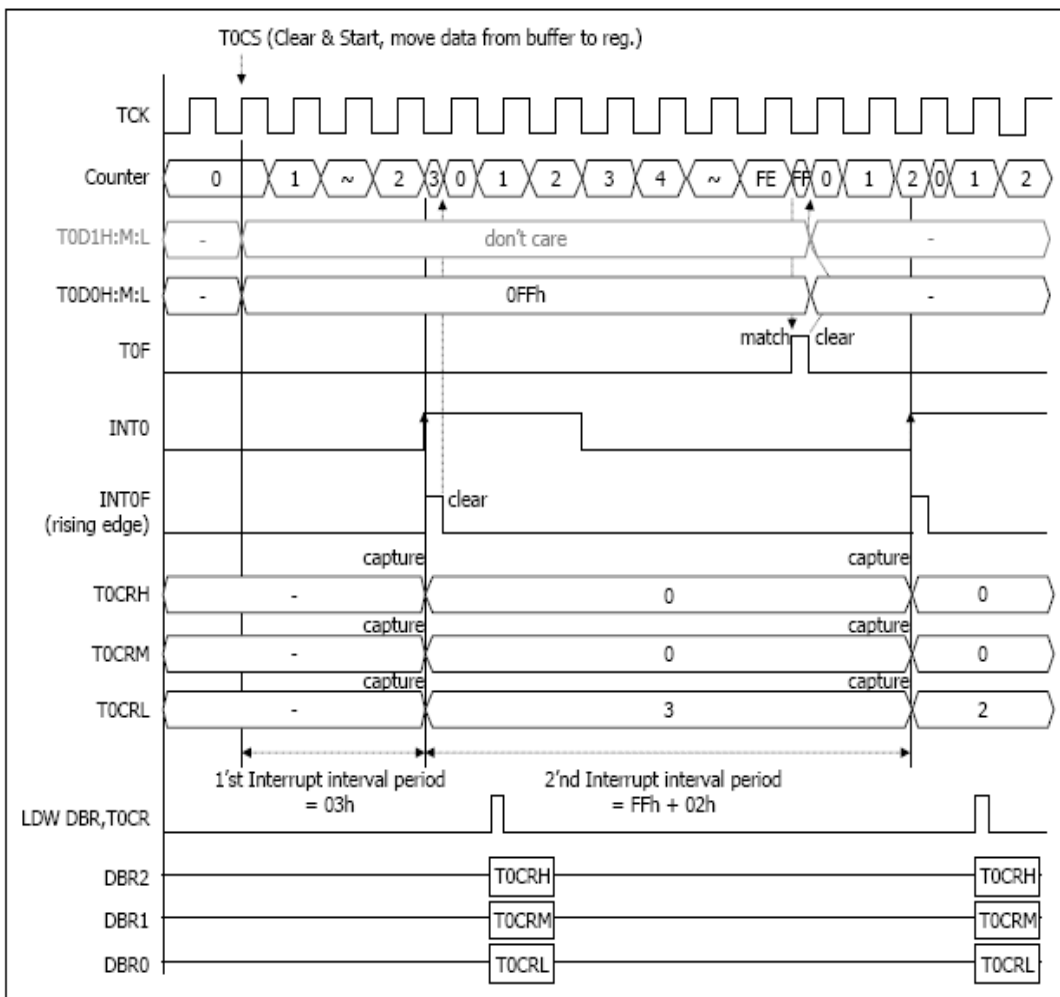 T0CS (Clear & Start, move data from buffer to reg.)
TCK
Counter 0 1 ~ 2 3 0 1 2 3 4 ~ FE FF 0 1 2 0 1 2
T0D1H:M:L - don't care -
T0D0H:M:L - 0FFh -
T0F match clear
INT0
INT0F clear
(rising edge)
capture capture
T0CRH - 0 0
capture capture
T0CRM - 0 0
capture capture
T0CRL - 3 2
1'st Interrupt interval period 2'nd Interrupt interval period
= 03h = FFh + 02h
LDW DBR,T0CR
DBR2 T0CRH T0CRH
DBR1 T0CRM T0CRM
DBR0 T0CRL T0CRL